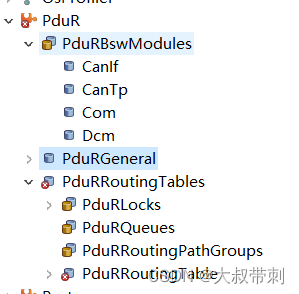 PduR
PduRBswModules
CanIf
CanTp
Com
Dcm
PduRGeneral
PduRRoutingTables
PduRLocks
PduRQueues
PduRRoutingPathGroups
PduRRoutingTable
CSDN @大叔带刺